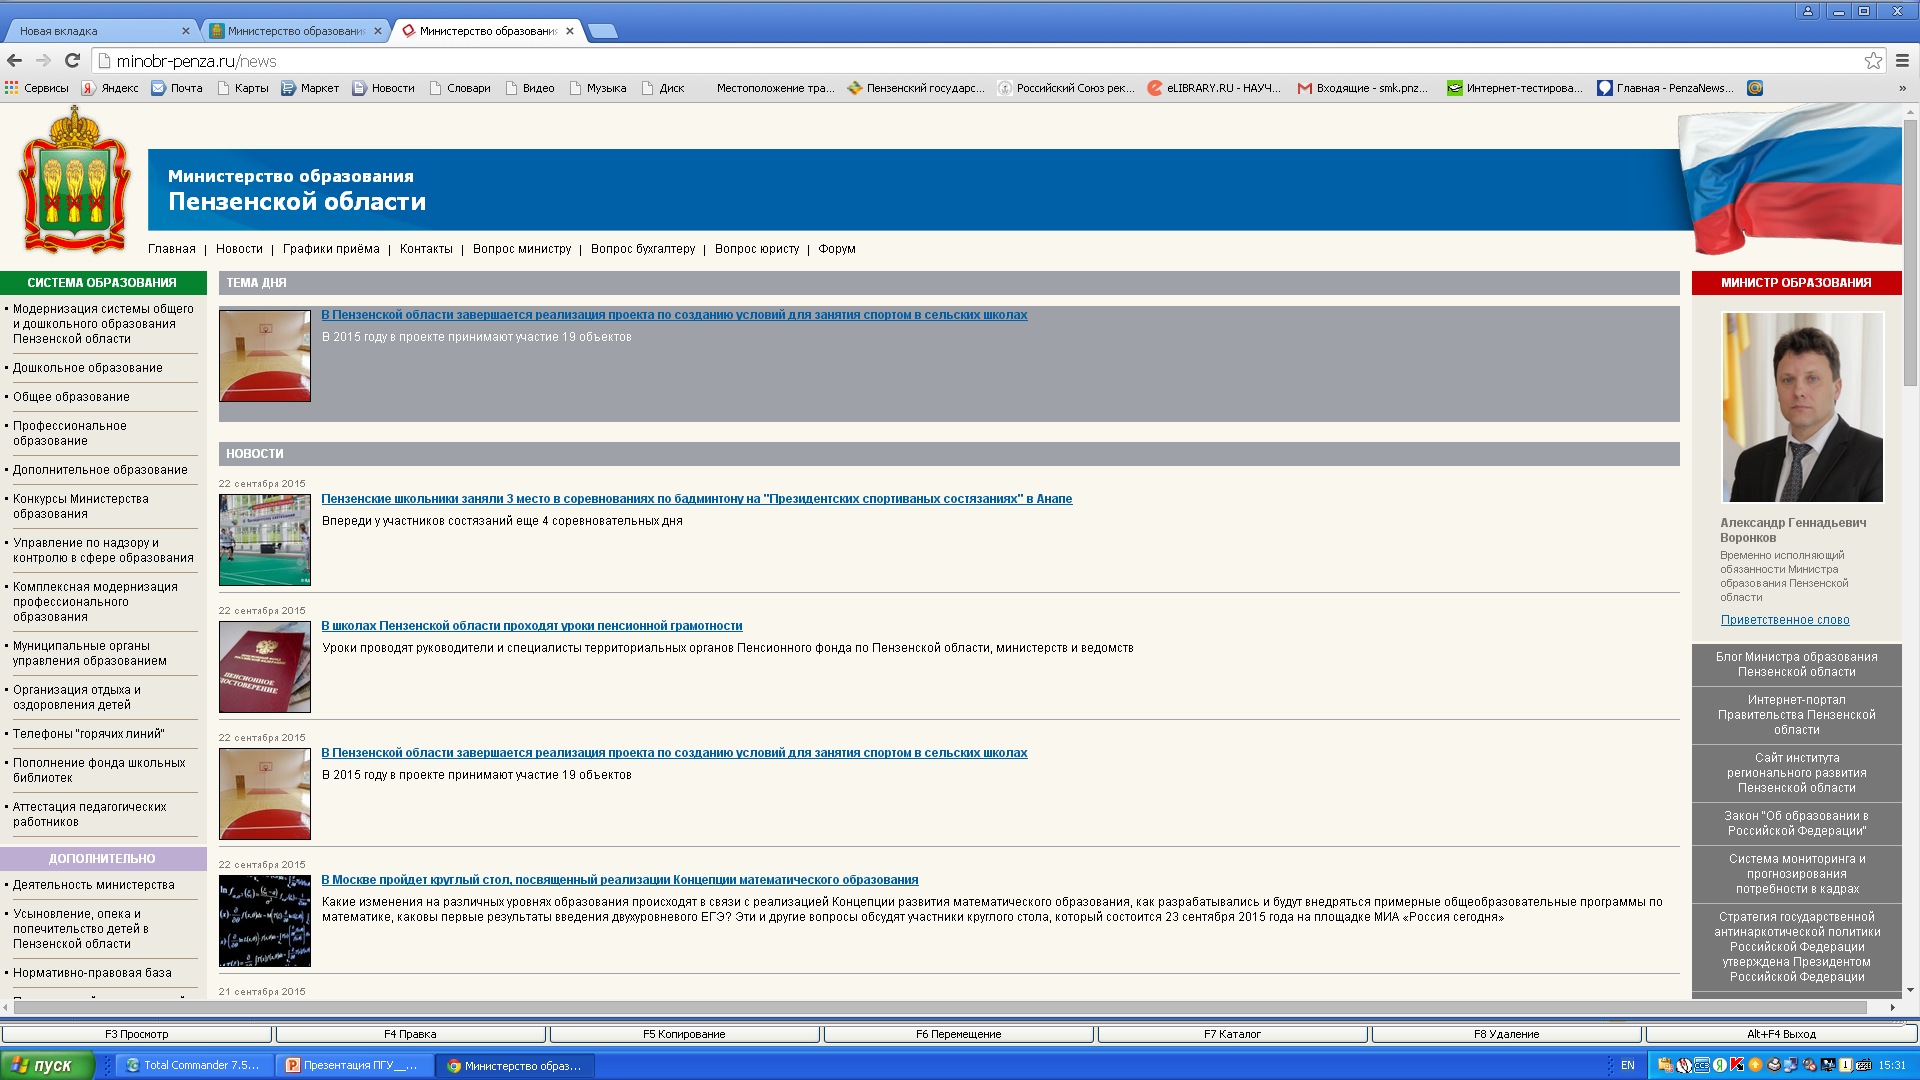 Новая вкладка
Министерство образования
Министерство образования
minobr-penza.ru/news
Сервисы
Яндекс
Почта
Карты
Маркет
Новости
Словари
Видео
Музыка
Диск
Местоположение тра...
Пензенский государс...
Российский Союз рек...
eLIBRARY.RU - НАУЧ...
Входящие - smk.pnz...
Интернет-тестирова...
Главная - PenzaNews...
»
Министерство образования
Пензенской области
Главная | Новости | Графики приёма | Контакты | Вопрос министру | Вопрос бухгалтеру | Вопрос юристу | Форум
СИСТЕМА ОБРАЗОВАНИЯ
Модернизация системы общего
и дошкольного образования
Пензенской области
Дошкольное образование
Общее образование
Профессиональное
образование
Дополнительное образование
Конкурсы Министерства
образования
Управление по надзору и
контролю в сфере образования
Комплексная модернизация
профессионального
образования
Муниципальные органы
управления образованием
Организация отдыха и
оздоровления детей
Телефоны "горячих линий"
Пополнение фонда школьных
библиотек
Аттестация педагогических
работников
ДОПОЛНИТЕЛЬНО
Деятельность министерства
Усыновление, опека и
попечительство детей в
Пензенской области
Нормативно-правовая база
ТЕМА ДНЯ
В Пензенской области завершается реализация проекта по созданию условий для занятия спортом в сельских школах
В 2015 году в проекте принимают участие 19 объектов
НОВОСТИ
22 сентября 2015
Пензенские школьники заняли 3 место в соревнованиях по бадминтону на "Президентских спортиваных состязаниях" в Анапе
Впереди у участников состязаний еще 4 соревновательных дня
22 сентября 2015
В школах Пензенской области проходят уроки пенсионной грамотности
Уроки проводят руководители и специалисты территориальных органов Пенсионного фонда по Пензенской области, министерств и ведомств
ПЕНСИОННОЕ
УДОСТОВЕРЕНИЕ
22 сентября 2015
В Пензенской области завершается реализация проекта по созданию условий для занятия спортом в сельских школах
В 2015 году в проекте принимают участие 19 объектов
22 сентября 2015
В Москве пройдет круглый стол, посвященный реализации Концепции математического образования
Какие изменения на различных уровнях образования происходят в связи с реализацией Концепции развития математического образования, как разрабатывались и будут внедряться примерные общеобразовательные программы по
математике, каковы первые результаты введения двухуровневого ЕГЭ? Эти и другие вопросы обсудят участники круглого стола, который состоится 23 сентября 2015 года на площадке МИА «Россия сегодня»
21 сентября 2015
МИНИСТР ОБРАЗОВАНИЯ
Александр Геннадьевич
Воронков
Временно исполняющий
обязанности Министра
образования Пензенской
области
Приветственное слово
Блог Министра образования
Пензенской области
Интернет-портал
Правительства Пензенской
области
Сайт института
регионального развития
Пензенской области
Закон "Об образовании в
Российской Федерации"
Система мониторинга и
прогнозирования
потребности в кадрах
Стратегия государственной
антинаркотической политики
Российской Федерации
утверждена Президентом
Российской Федерации
F3 Просмотр
F4 Правка
F5 Копирование
F6 Перемещение
F7 Каталог
F8 Удаление
Alt+F4 Выход
пуск
Total Commander 7.5...
Презентация ПГУ__...
Министерство образ...
EN
15:31